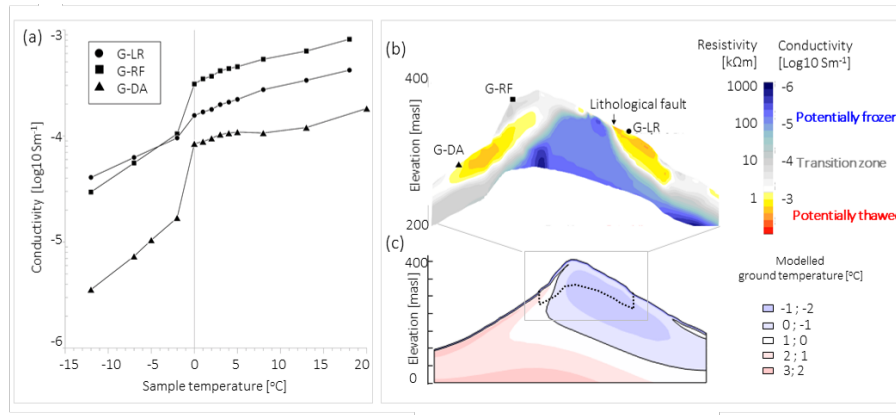 (a)
-3
-4
-5
-6
Conductivity [Log10 Sm-1]
G-LR
G-RF
G-DA
-15 -10 -5 0 5 10 15 20
Sample temperature [oC]
(b)
400
200
Elevation [masl]
G-RF
G-DA
Lithological fault
G-LR
Resistivity Conductivity
[kΩm] [Log10 Sm-1]
1000 -6
100 -5
10 -4
1 -3
Potentially frozen
Transition zone
Potentially thawed
(c)
400
0
Elevation [masl]
Modelled
ground temperature [oC]
-1 ; -2
0 ; -1
1 ; 0
2 ; 1
3; 2